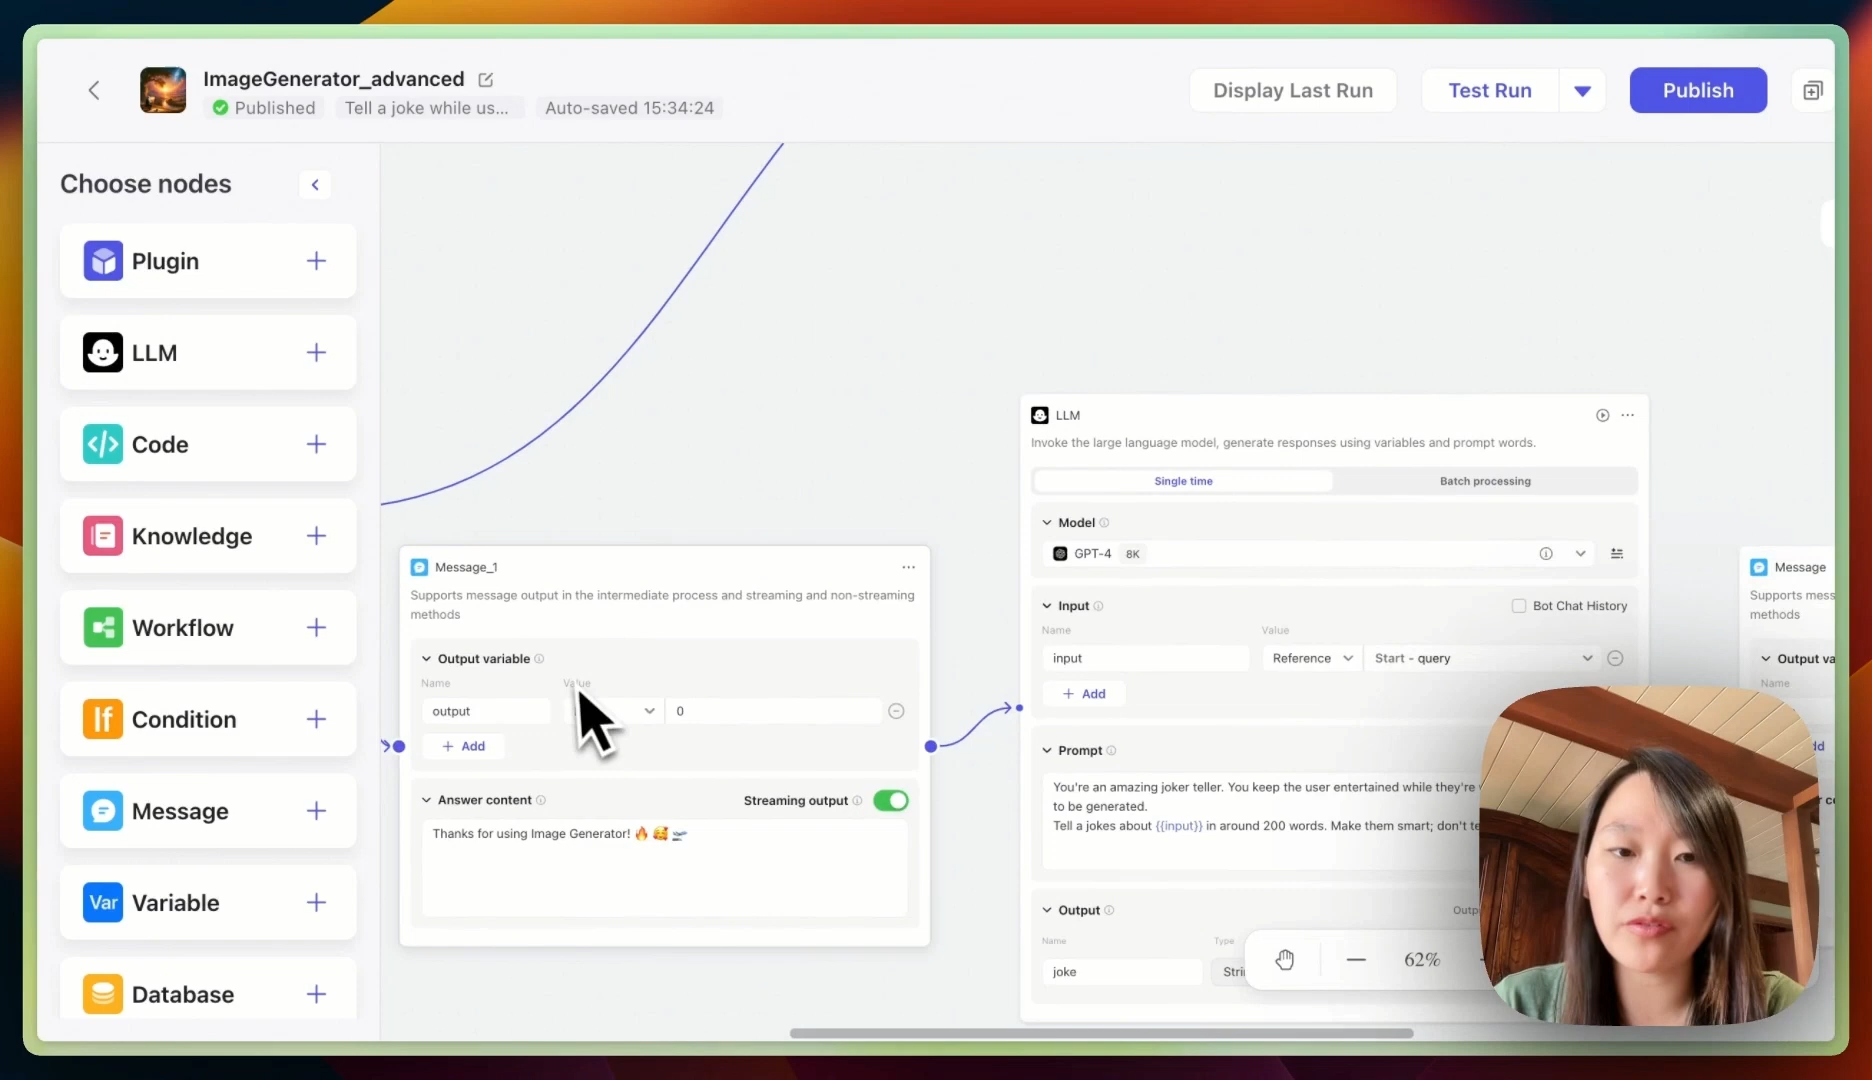 ImageGenerator_advanced
Published
Tell a joke while us...
Auto-saved 15:34:24
Display Last Run
Test Run
Publish
Choose nodes
Plugin
LLM
Code
Knowledge
Workflow
Condition
Message
Variable
Database
If
Var
Message_1
Supports message output in the intermediate process and streaming and non-streaming
methods
Output variable
Name
Value
output
0
Add
Answer content
Streaming output
Thanks for using Image Generator! 🔥 🥰 🛫
LLM
Invoke the large language model, generate responses using variables and prompt words.
Single time
Batch processing
Model
GPT-4
8K
Input
Bot Chat History
Name
Value
input
Reference
Start - query
Add
Prompt
You're an amazing joker teller. You keep the user entertained while they're
to be generated.
Tell a jokes about {{input}} in around 200 words. Make them smart; don't
Output
Name
Type
joke
62%
Message
Supports
methods
Output
Name